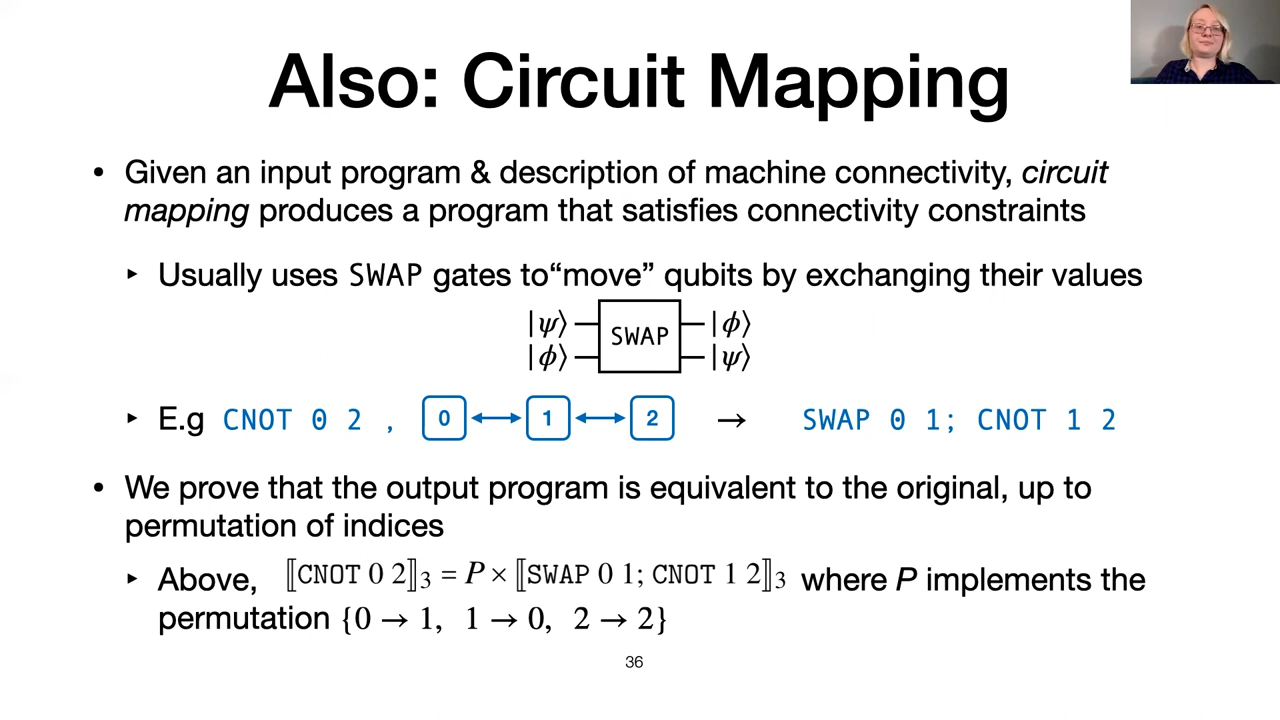 Also: Circuit Mapping
• Given an input program & description of machine connectivity, circuit
mapping produces a program that satisfies connectivity constraints
‣ Usually uses SWAP gates to“move” qubits by exchanging their values
|ψ⟩ SWAP |ϕ⟩
|ϕ⟩ |ψ⟩
‣ E.g CNOT 0 2 , 0 1 2 → SWAP 0 1; CNOT 1 2
• We prove that the output program is equivalent to the original, up to
permutation of indices
‣ Above, ⟦CNOT 0 2⟧₃ = P × ⟦SWAP 0 1; CNOT 1 2⟧₃ where P implements the
permutation {0 → 1, 1 → 0, 2 → 2}
36